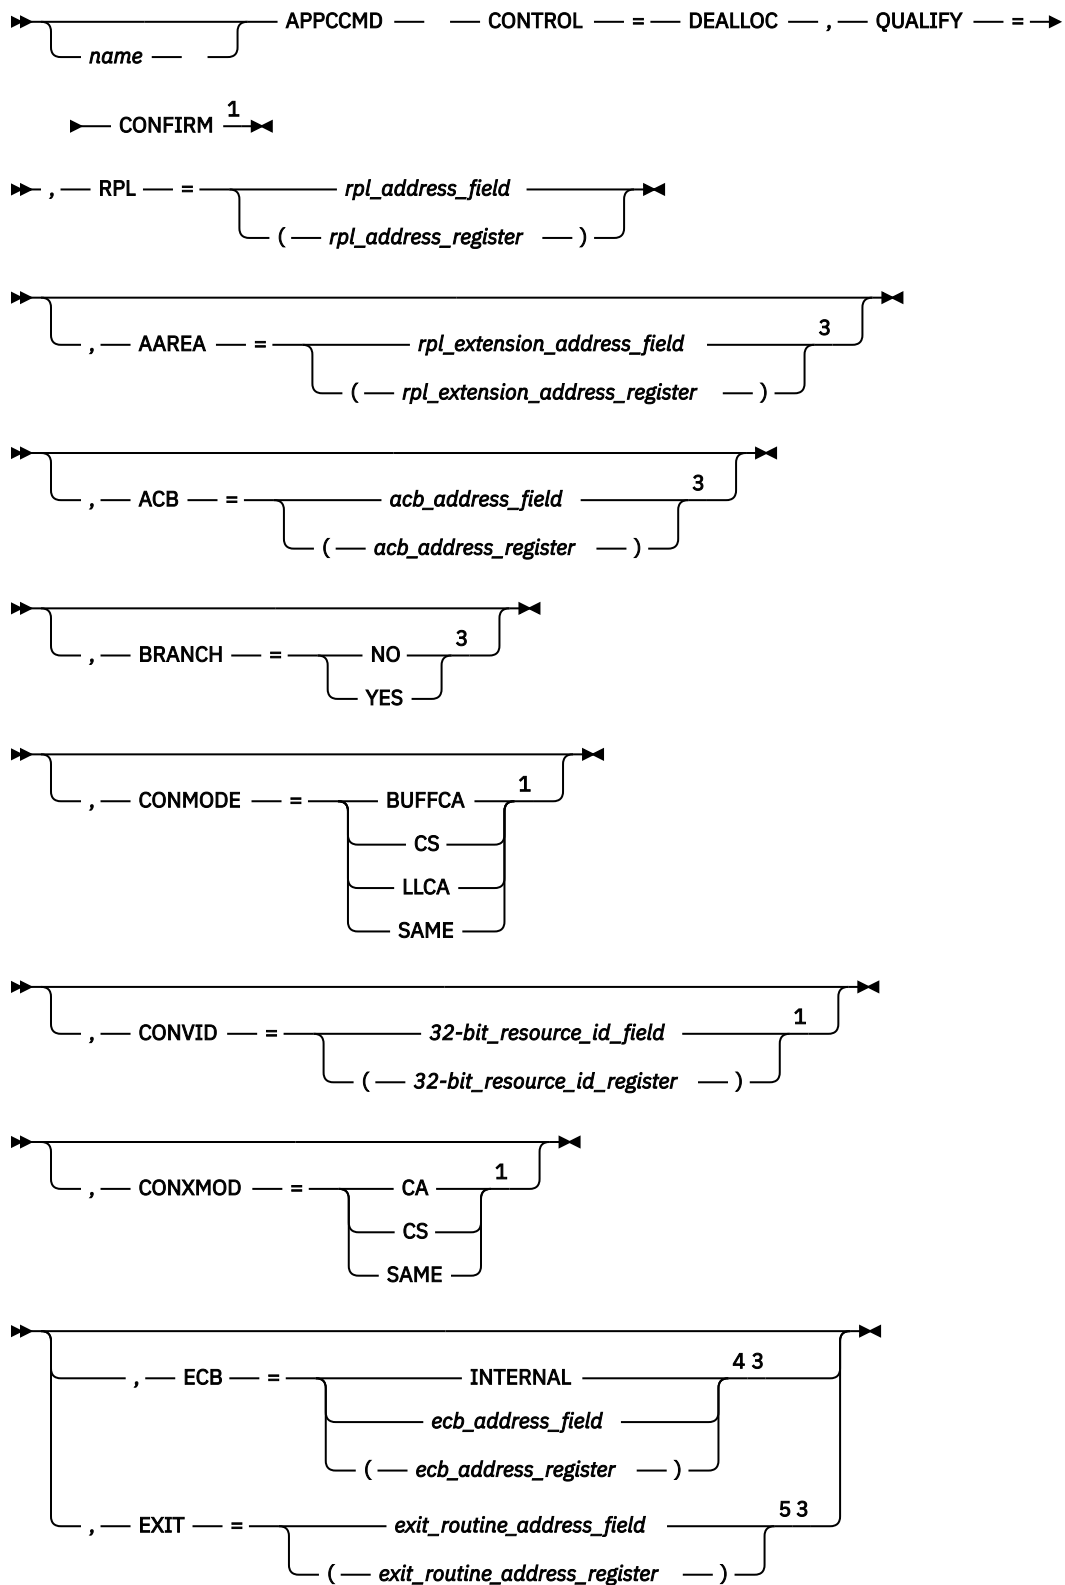 APPCCMD CONTROL = DEALLOC , QUALIFY =
name
CONFIRM 1
, RPL = rpl_address_field
( rpl_address_register )
, AAREA = rpl_extension_address_field 3
( rpl_extension_address_register )
, ACB = acb_address_field 3
( acb_address_register )
, BRANCH = NO 3
YES
, CONMODE = BUFFCA 1
CS
LLCA
SAME
, CONVID = 32-bit_resource_id_field 1
( 32-bit_resource_id_register )
, CONXMOD = CA 1
CS
SAME
, ECB = INTERNAL 4 3
ecb_address_field
( ecb_address_register )
, EXIT = exit_routine_address_field 5 3
( exit_routine_address_register )